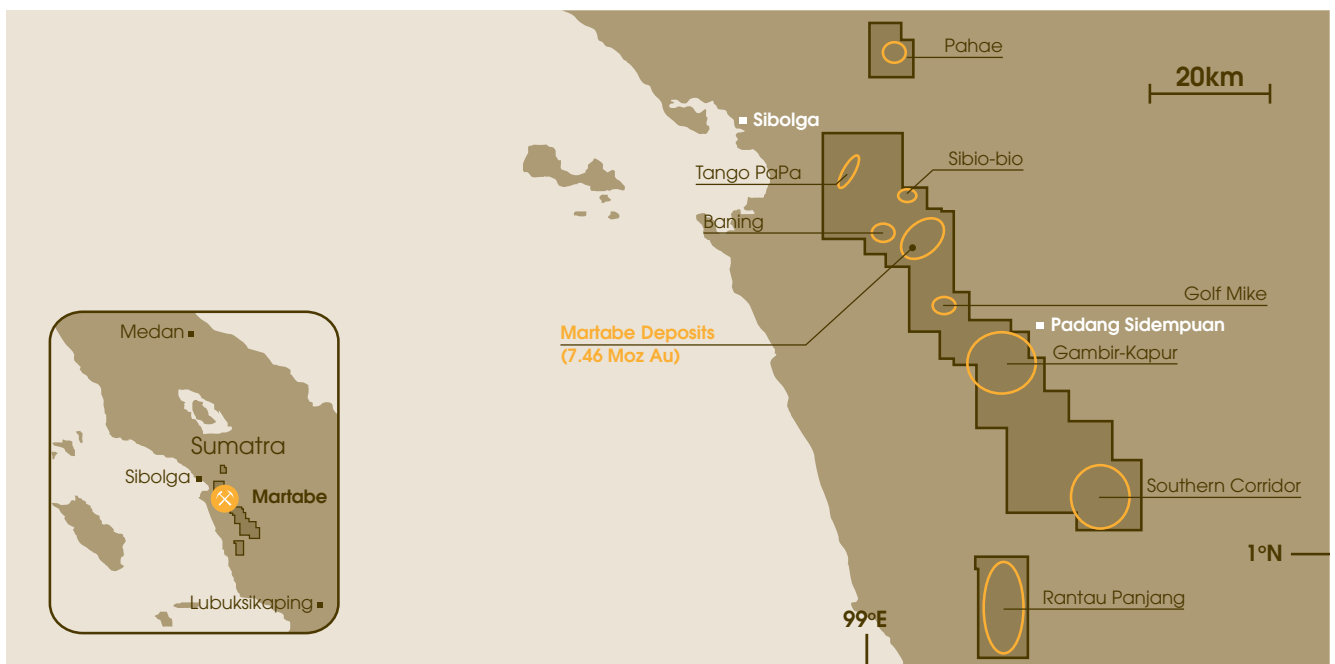 Pahae
20km
Sibolga
Sibio-bio
Tango PaPa
Baning
Golf Mike
Padang Sidempuan
Martabe Deposits
(7.46 Moz Au)
Gambir-Kapur
Medan
Sumatra
Sibolga
Martabe
Southern Corridor
1°N
Lubuksikaping
Rantau Panjang
99°E